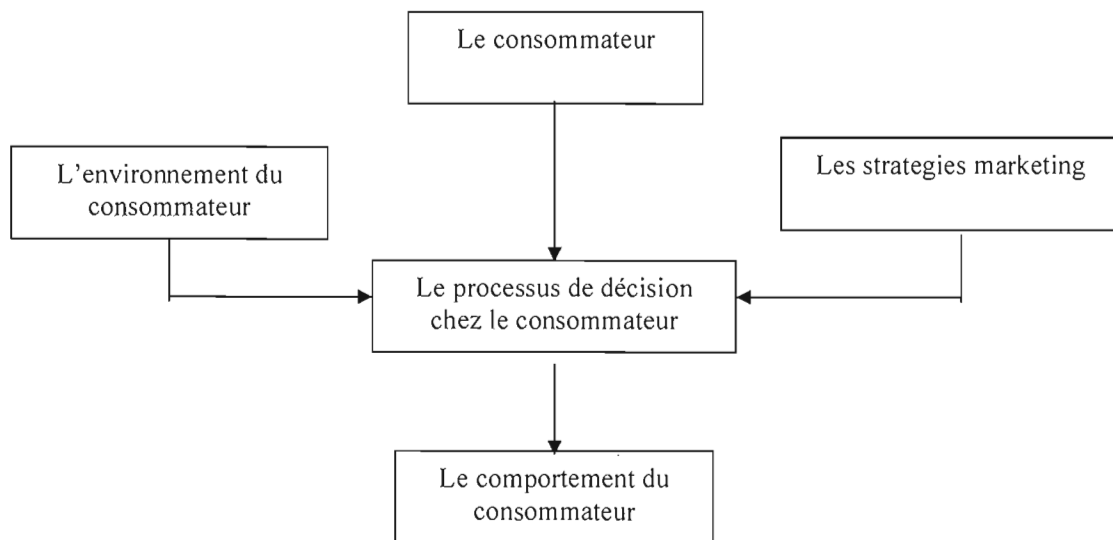 Le consommateur
L'environnement du
consommateur
Les strategies marketing
Le processus de décision
chez le consommateur
Le comportement du
consommateur